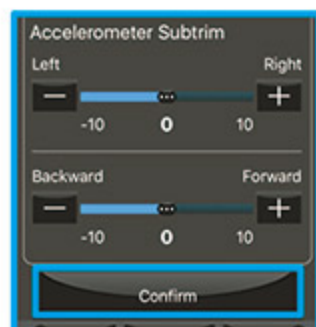 Accelerometer Subtrim
Left Right
-10 0 10
Backward Forward
-10 0 10
Confirm